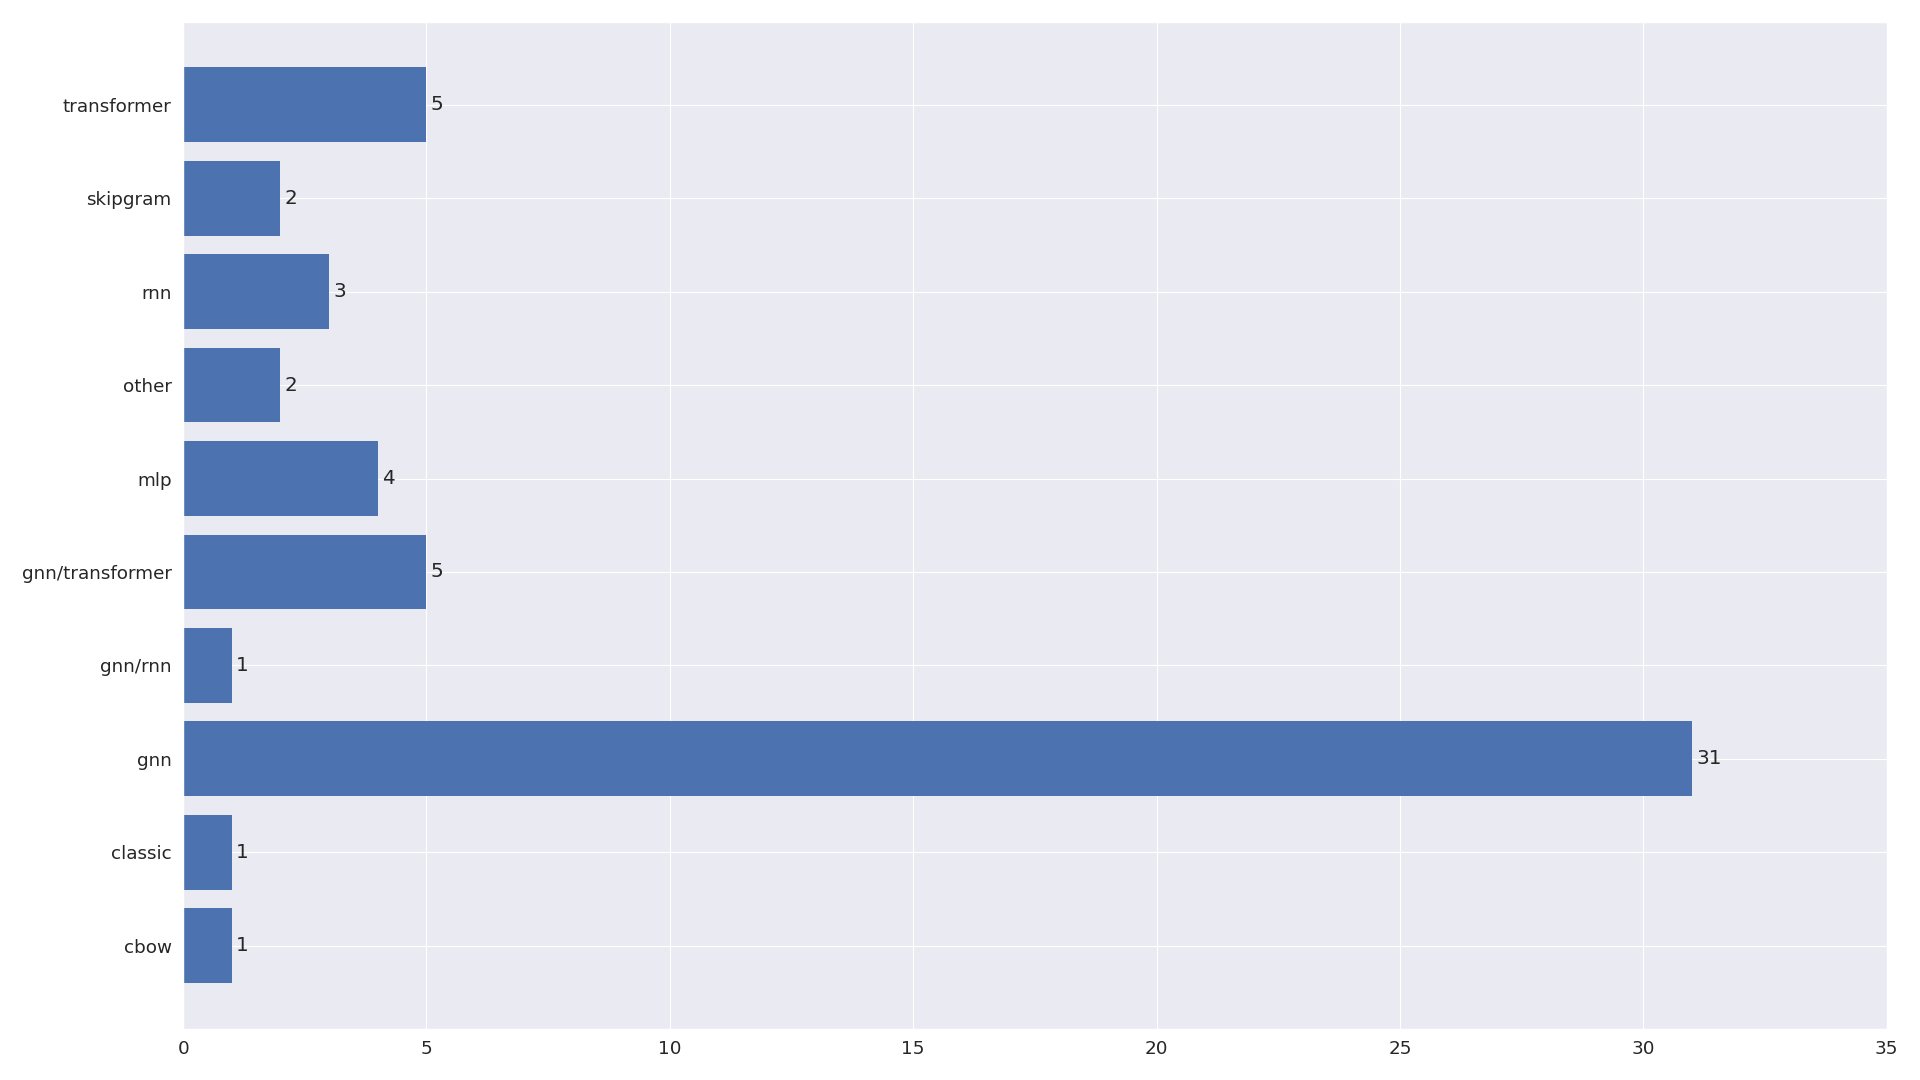 transformer 5
skipgram 2
rnn 3
other 2
mlp 4
gnn/transformer 5
gnn/rnn 1
gnn 31
classic 1
cbow 1
0 5 10 15 20 25 30 35